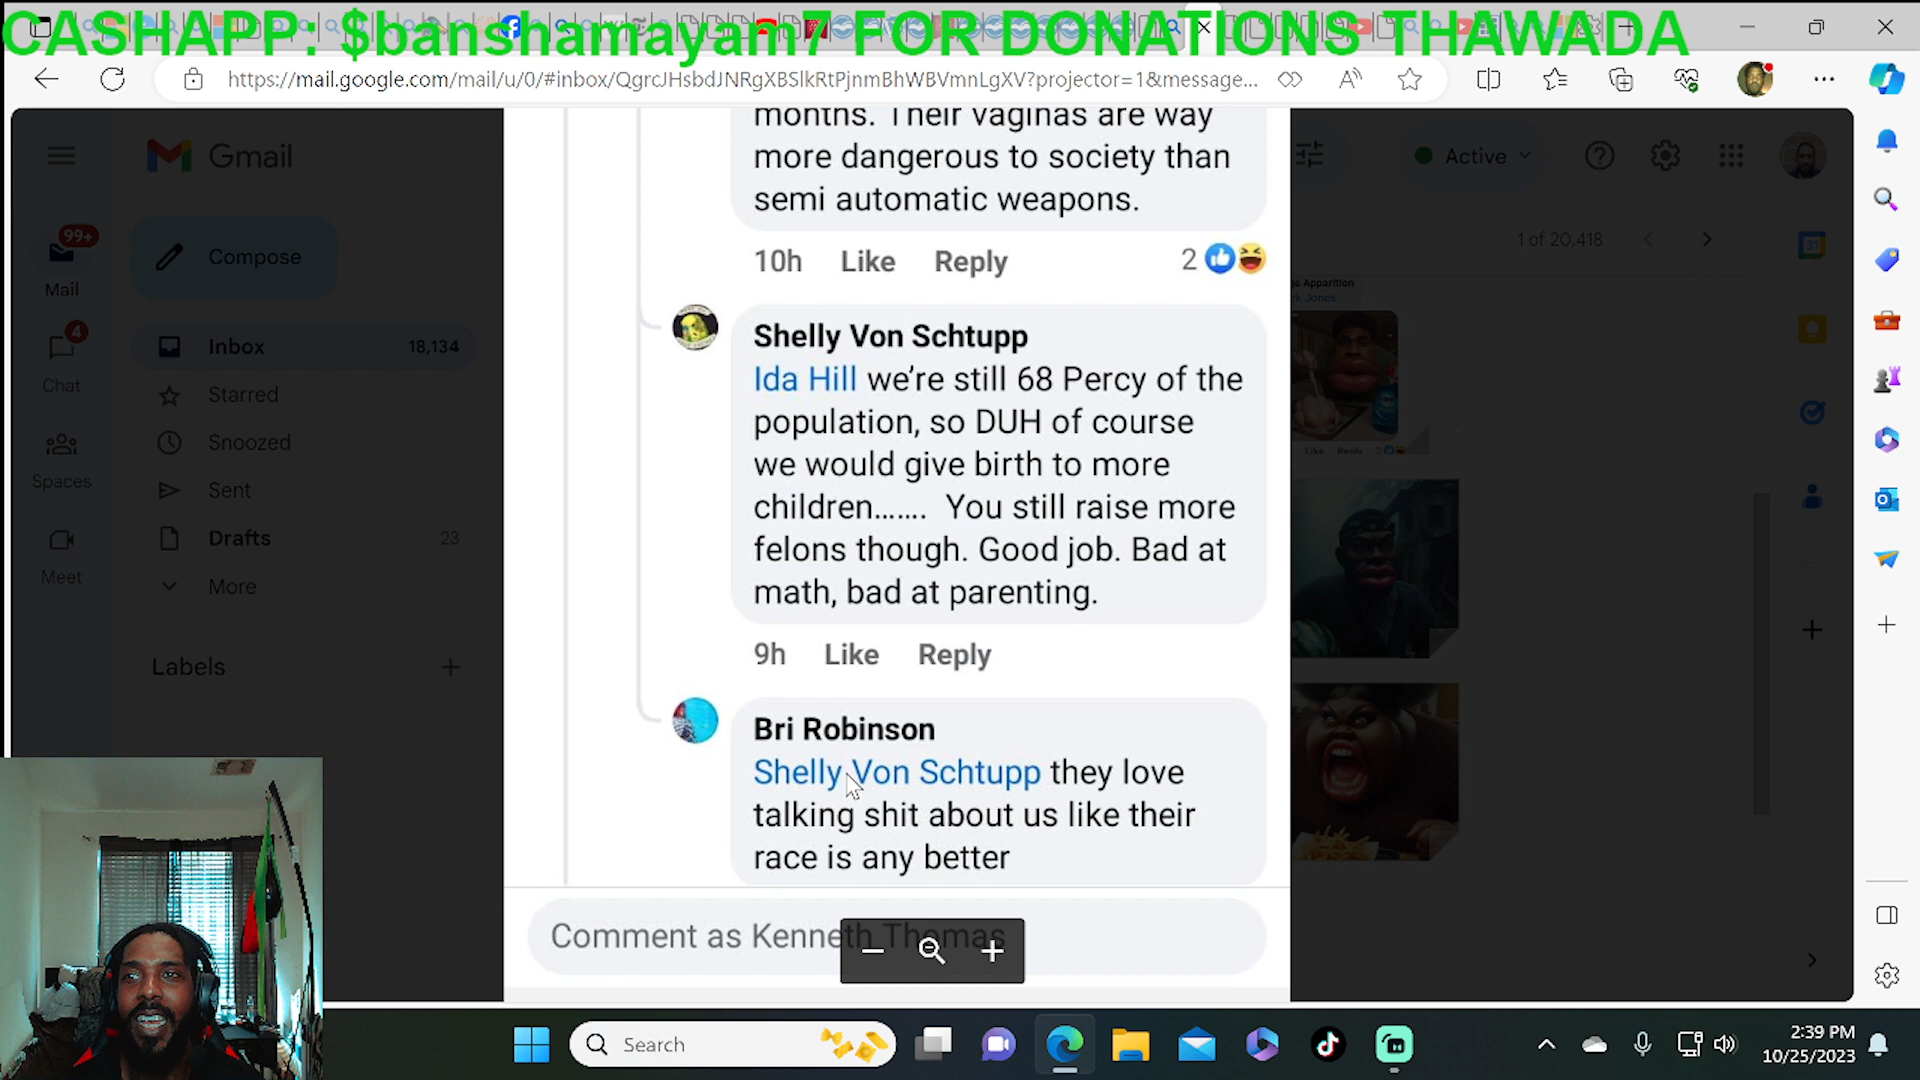 CASHAPP: $banshamayam7 FOR DONATIONS THAWADA
https://mail.google.com/mail/u/0/#inbox/QgrcJHsbdJNRgXBSlkRtPjnmBhWBVmnLgXV?projector=1&message...
Gmail
Active
months. Their vaginas are way
more dangerous to society than
semi automatic weapons.
10h Like Reply 2
1 of 20,418
99+
Mail
Compose
4
Chat
Inbox 18,134
Starred
Snoozed
Spaces
Sent
Drafts 23
Meet
More
Labels
Shelly Von Schtupp
Ida Hill we're still 68 Percy of the
population, so DUH of course
we would give birth to more
children....... You still raise more
felons though. Good job. Bad at
math, bad at parenting.
9h Like Reply
Bri Robinson
Shelly Von Schtupp they love
talking shit about us like their
race is any better
Comment as Kenneth Thomas
31
Search
2:39 PM
10/25/2023